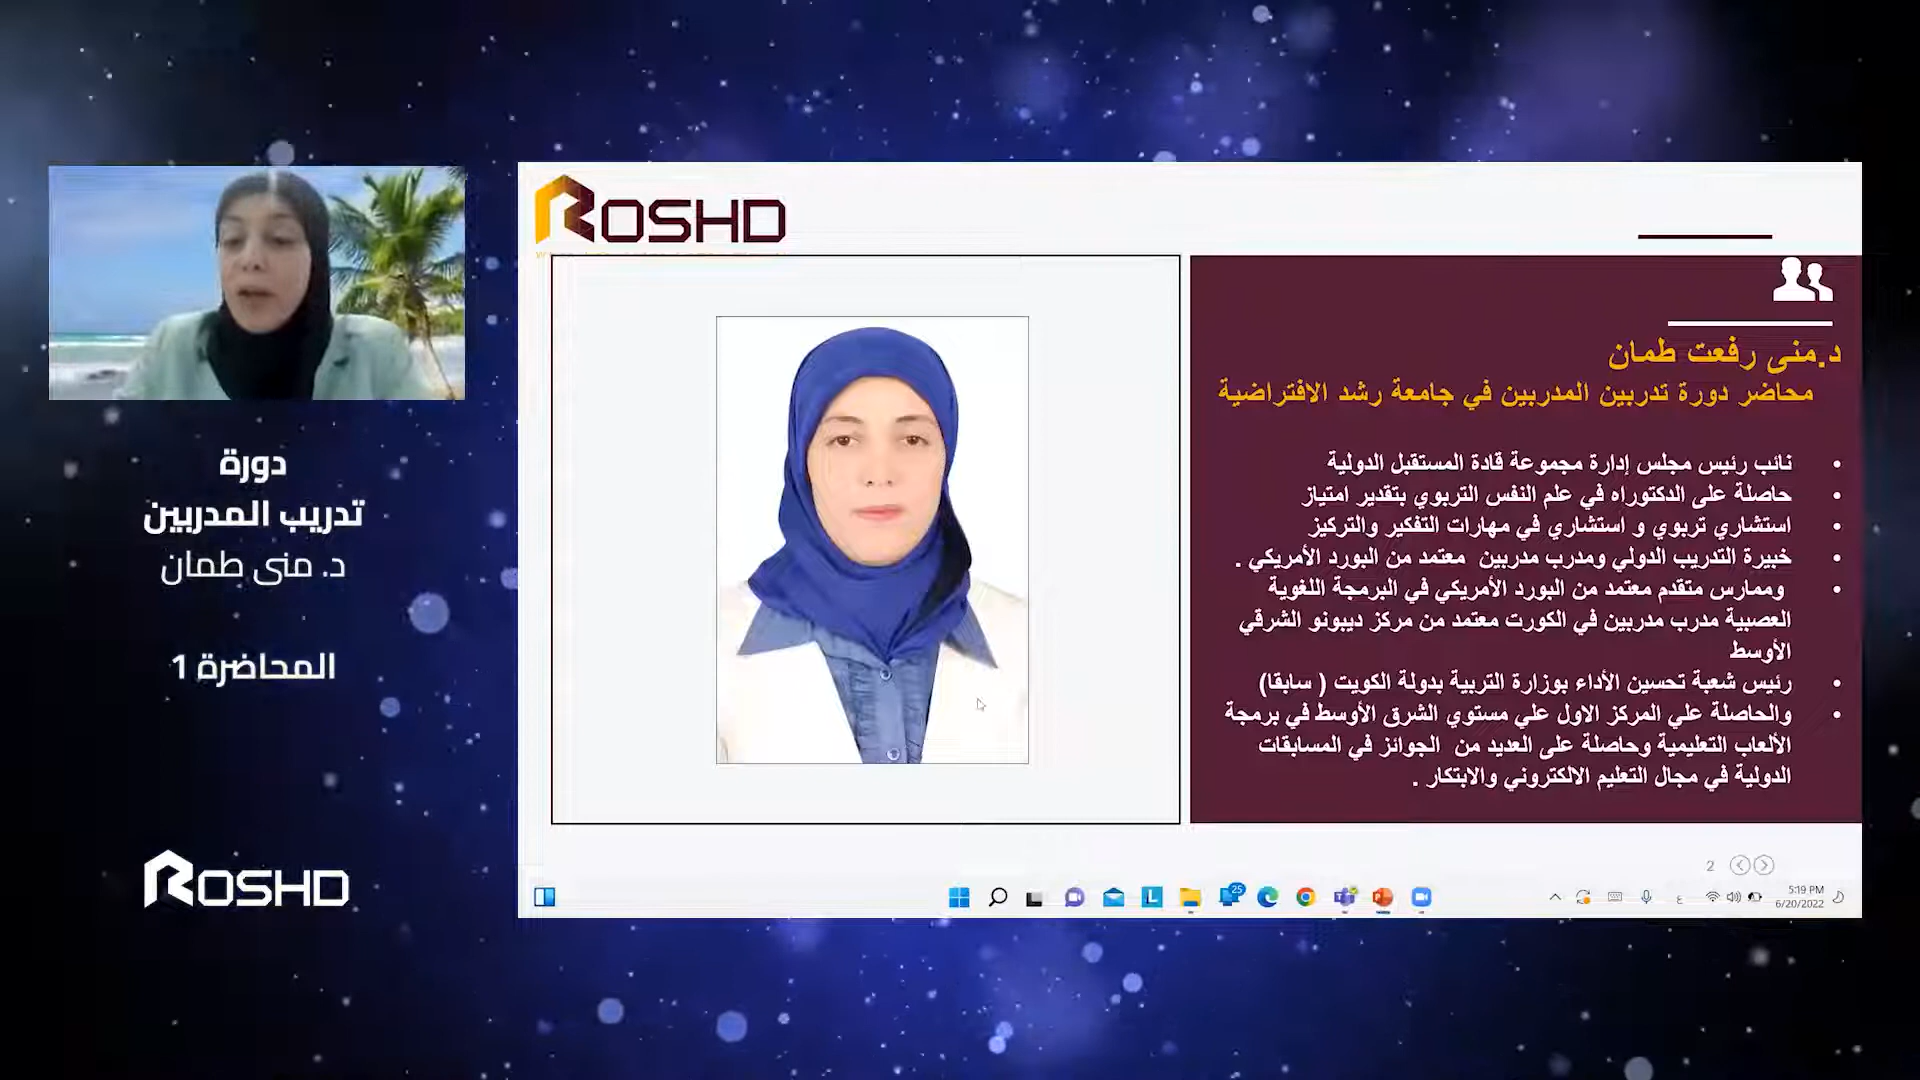 دورة
تدريب المدربين
د. منى طمان
المحاضرة 1
ROSHD
ROSHD
د.منى رفعت طمان
محاضر دورة تدربين المدربين في جامعة رشد الافتراضية
• نائب رئيس مجلس إدارة مجموعة قادة المستقبل الدولية
• حاصلة على الدكتوراه في علم النفس التربوي بتقدير امتياز
• استشاري تربوي و استشاري في مهارات التفكير والتركيز
• خبيرة التدريب الدولي ومدرب مدربين معتمد من البورد الأمريكي .
• وممارس متقدم معتمد من البورد الأمريكي في البرمجة اللغوية
العصبية مدرب مدربين في الكورت معتمد من مركز ديبونو الشرقي
الأوسط
• رئيس شعبة تحسين الأداء بوزارة التربية بدولة الكويت ( سابقا)
• والحاصلة علي المركز الاول علي مستوي الشرق الأوسط في برمجة
الألعاب التعليمية وحاصلة على العديد من الجوائز في المسابقات
الدولية في مجال التعليم الالكتروني والابتكار .
2
25
ع
5:19 PM
6/20/2022